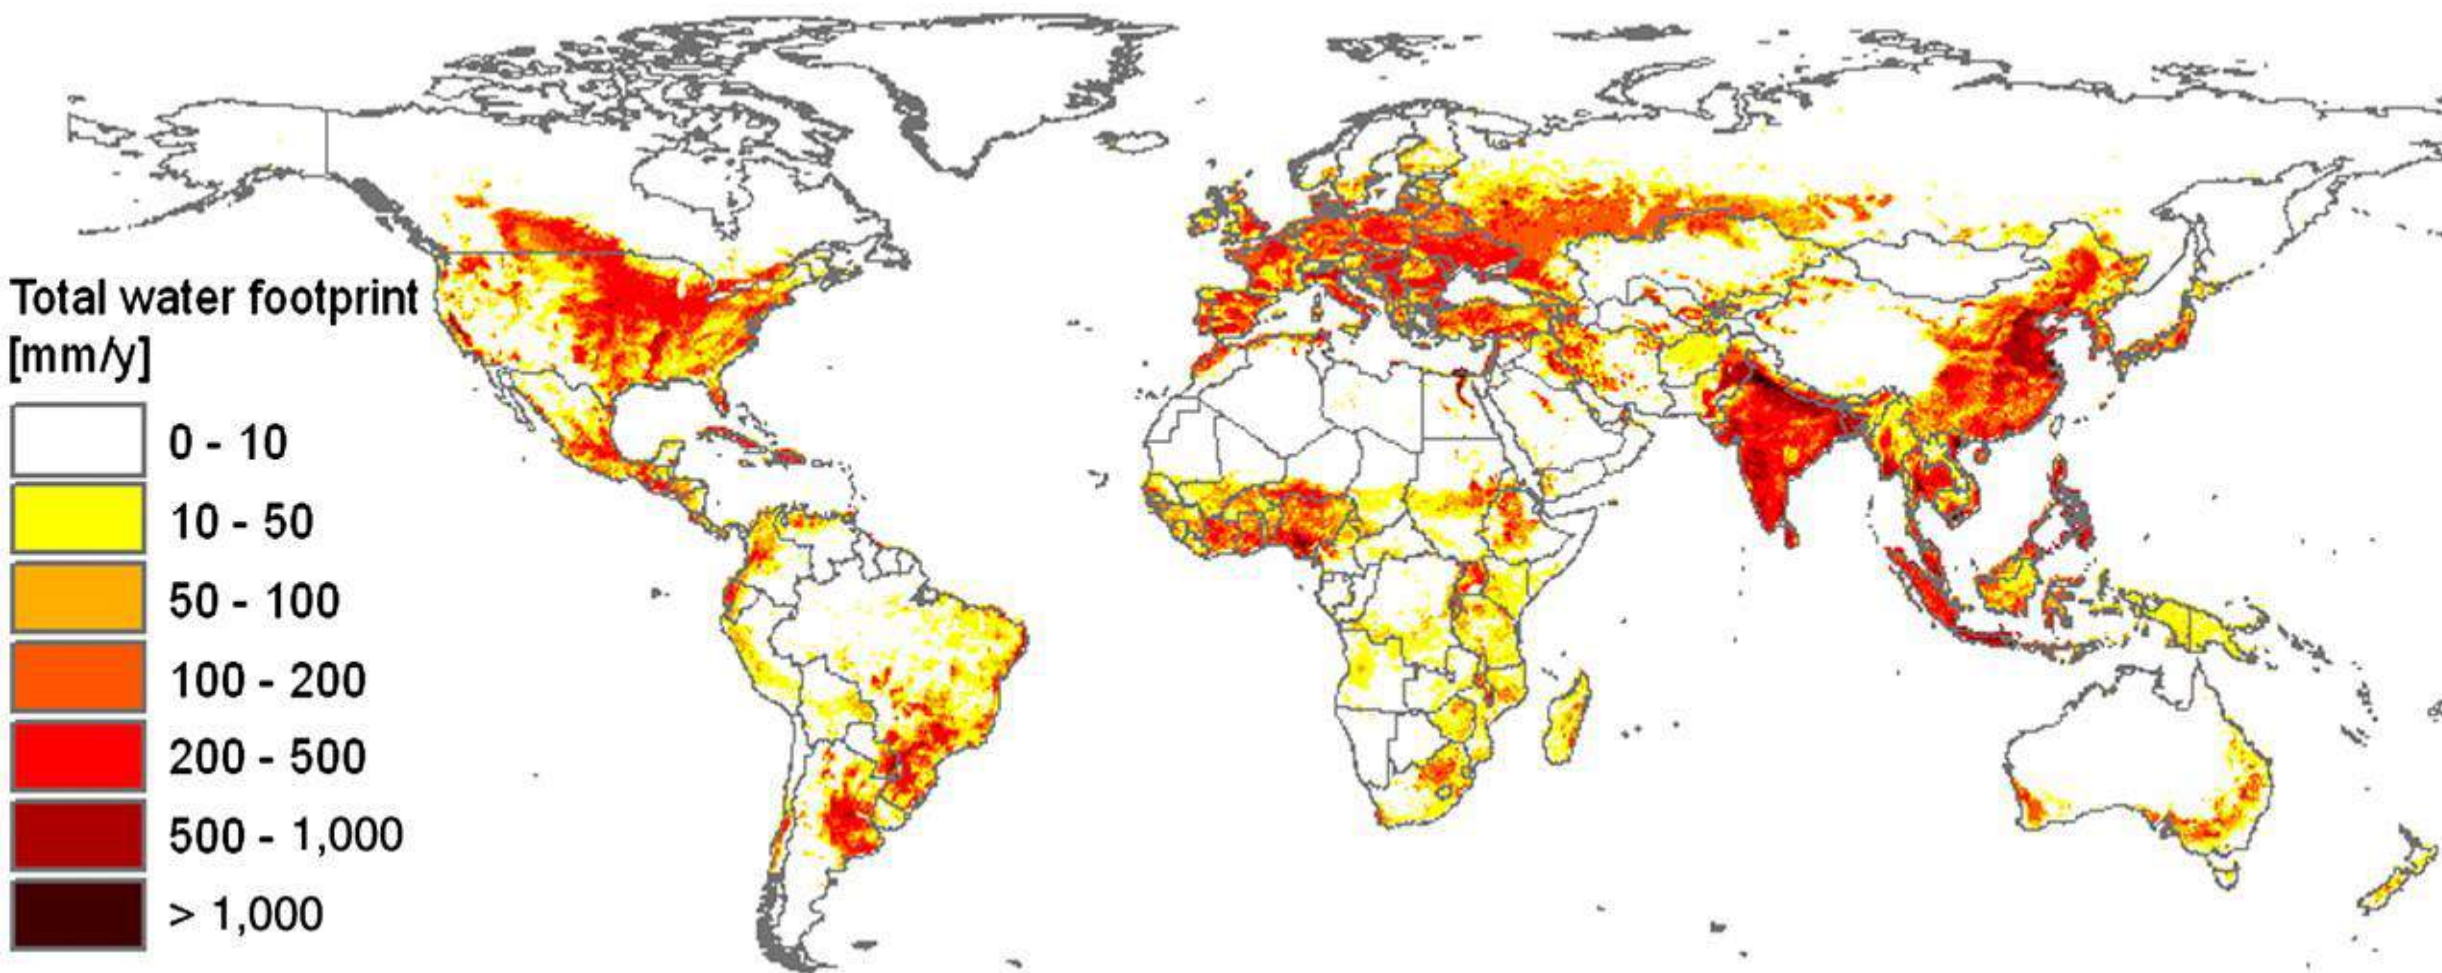 Total water footprint
[mm/y]
0 - 10
10 - 50
50 - 100
100 - 200
200 - 500
500 - 1,000
> 1,000